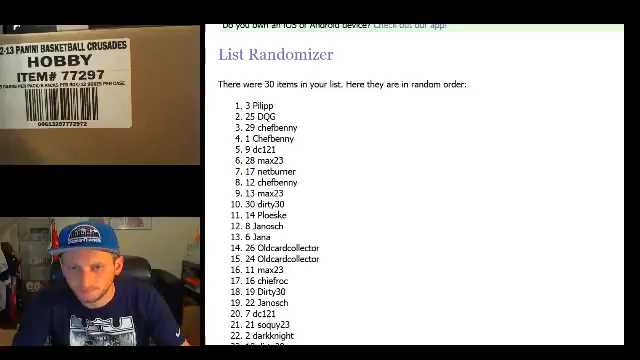 2-13 PANINI BASKETBALL CRUSADES
HOBBY
ITEM# 77297
00613297772972
Do you own an iOS or Android device? Check out our app!
List Randomizer
There were 30 items in your list. Here they are in random order:
1. 3 Pilipp
2. 25 DQG
3. 29 chefbenny
4. 1 Chefbenny
5. 9 dc121
6. 28 max23
7. 17 netburner
8. 12 chefbenny
9. 13 max23
10. 30 dirty30
11. 14 Ploeske
12. 8 Janosch
13. 6 Jana
14. 26 Oldcardcollector
15. 24 Oldcardcollector
16. 11 max23
17. 16 chiefroc
18. 19 Dirty30
19. 22 Janosch
20. 7 dc121
21. 21 soquy23
22. 2 darkknight